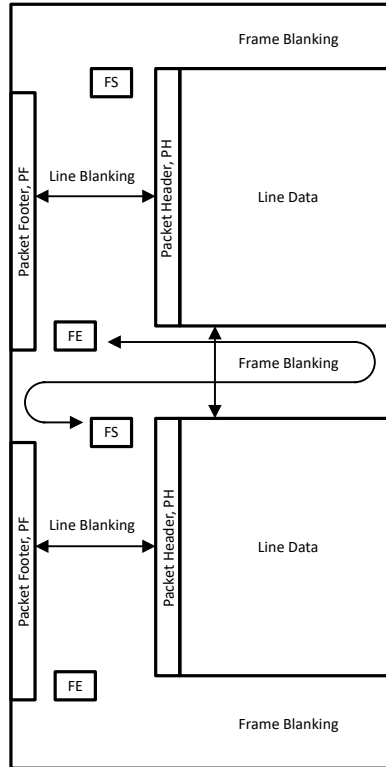 Frame Blanking
FS
Packet Footer, PF
Line Blanking
Packet Header, PH
Line Data
FE
Frame Blanking
FS
Packet Footer, PF
Line Blanking
Packet Header, PH
Line Data
FE
Frame Blanking